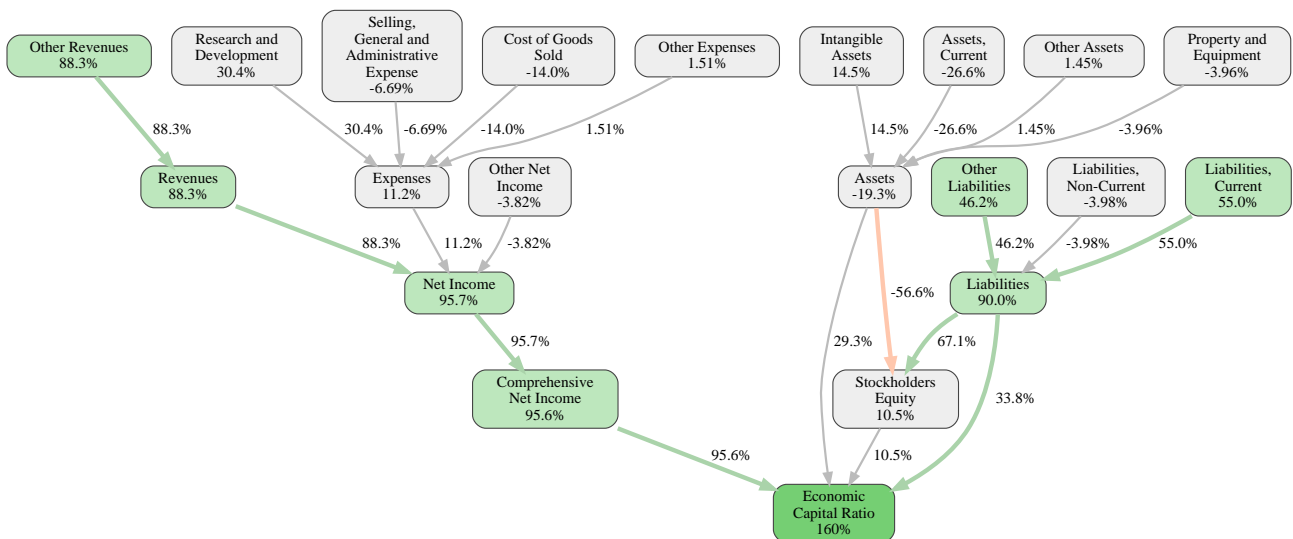 Other Revenues
88.3%
Research and
Development
30.4%
Selling,
General and
Administrative
Expense
-6.69%
Cost of Goods
Sold
-14.0%
Other Expenses
1.51%
Intangible
Assets
14.5%
Assets,
Current
-26.6%
Other Assets
1.45%
Property and
Equipment
-3.96%
88.3%
30.4%
-6.69%
-14.0%
1.51%
14.5%
-26.6%
1.45%
-3.96%
Revenues
88.3%
Expenses
11.2%
Other Net
Income
-3.82%
Assets
-19.3%
Other
Liabilities
46.2%
Liabilities,
Non-Current
-3.98%
Liabilities,
Current
55.0%
88.3%
11.2%
-3.82%
46.2%
-3.98%
55.0%
Net Income
95.7%
-56.6%
Liabilities
90.0%
95.7%
29.3%
67.1%
Comprehensive
Net Income
95.6%
Stockholders
Equity
10.5%
33.8%
95.6%
10.5%
Economic
Capital Ratio
160%